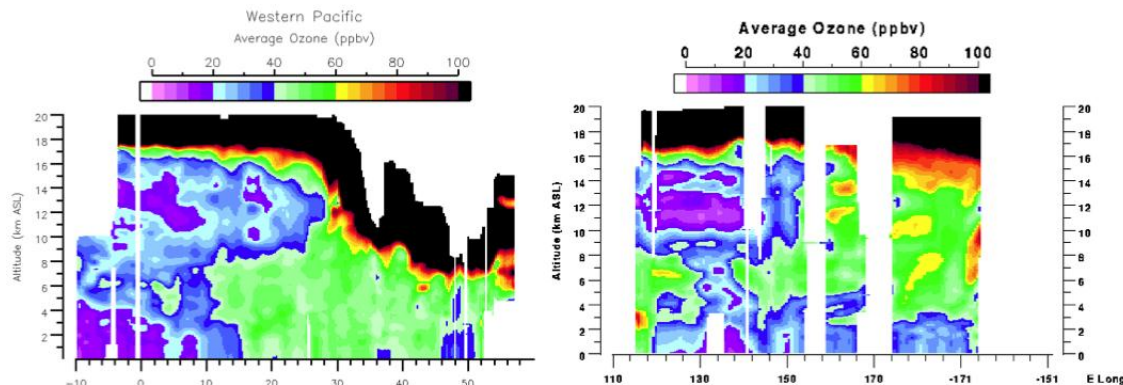 Western Pacific
Average Ozone (ppbv)
0 20 40 60 80 100
Altitude (km ASL)
20
18
16
14
12
10
8
6
4
2
-10 0 10 20 30 40 50
Average Ozone (ppbv)
0 20 40 60 80 100
Altitude (km ASL)
20 20
18 18
16 16
14 14
12 12
10 10
8 8
6 6
4 4
2 2
0 0
110 130 150 170 -171 -151 E Long